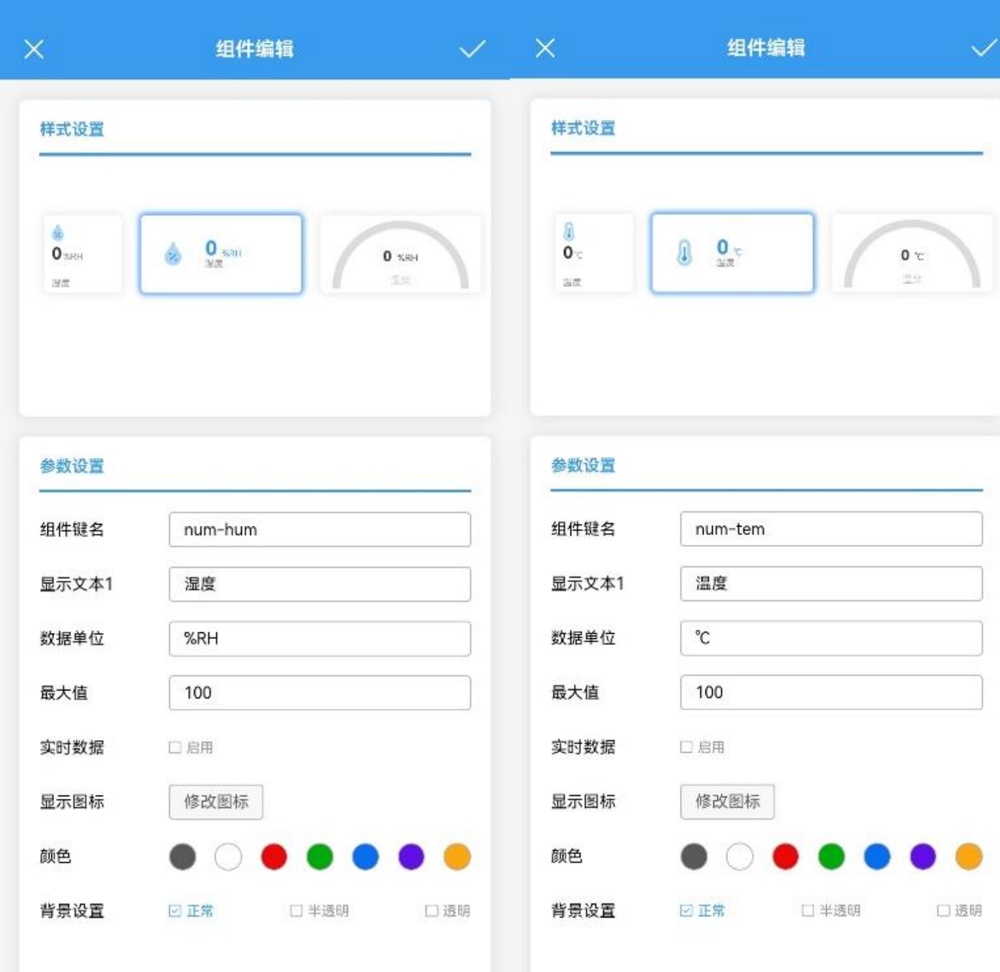 组件编辑
样式设置
0 %RH
湿度
0 %RH
湿度
0 %RH
参数设置
组件键名 num-hum
显示文本1 湿度
数据单位 %RH
最大值 100
实时数据 启用
显示图标 修改图标
颜色
背景设置 正常 半透明 透明
组件编辑
样式设置
0 ℃
温度
0 ℃
温度
0 ℃
参数设置
组件键名 num-tem
显示文本1 温度
数据单位 ℃
最大值 100
实时数据 启用
显示图标 修改图标
颜色
背景设置 正常 半透明 透明